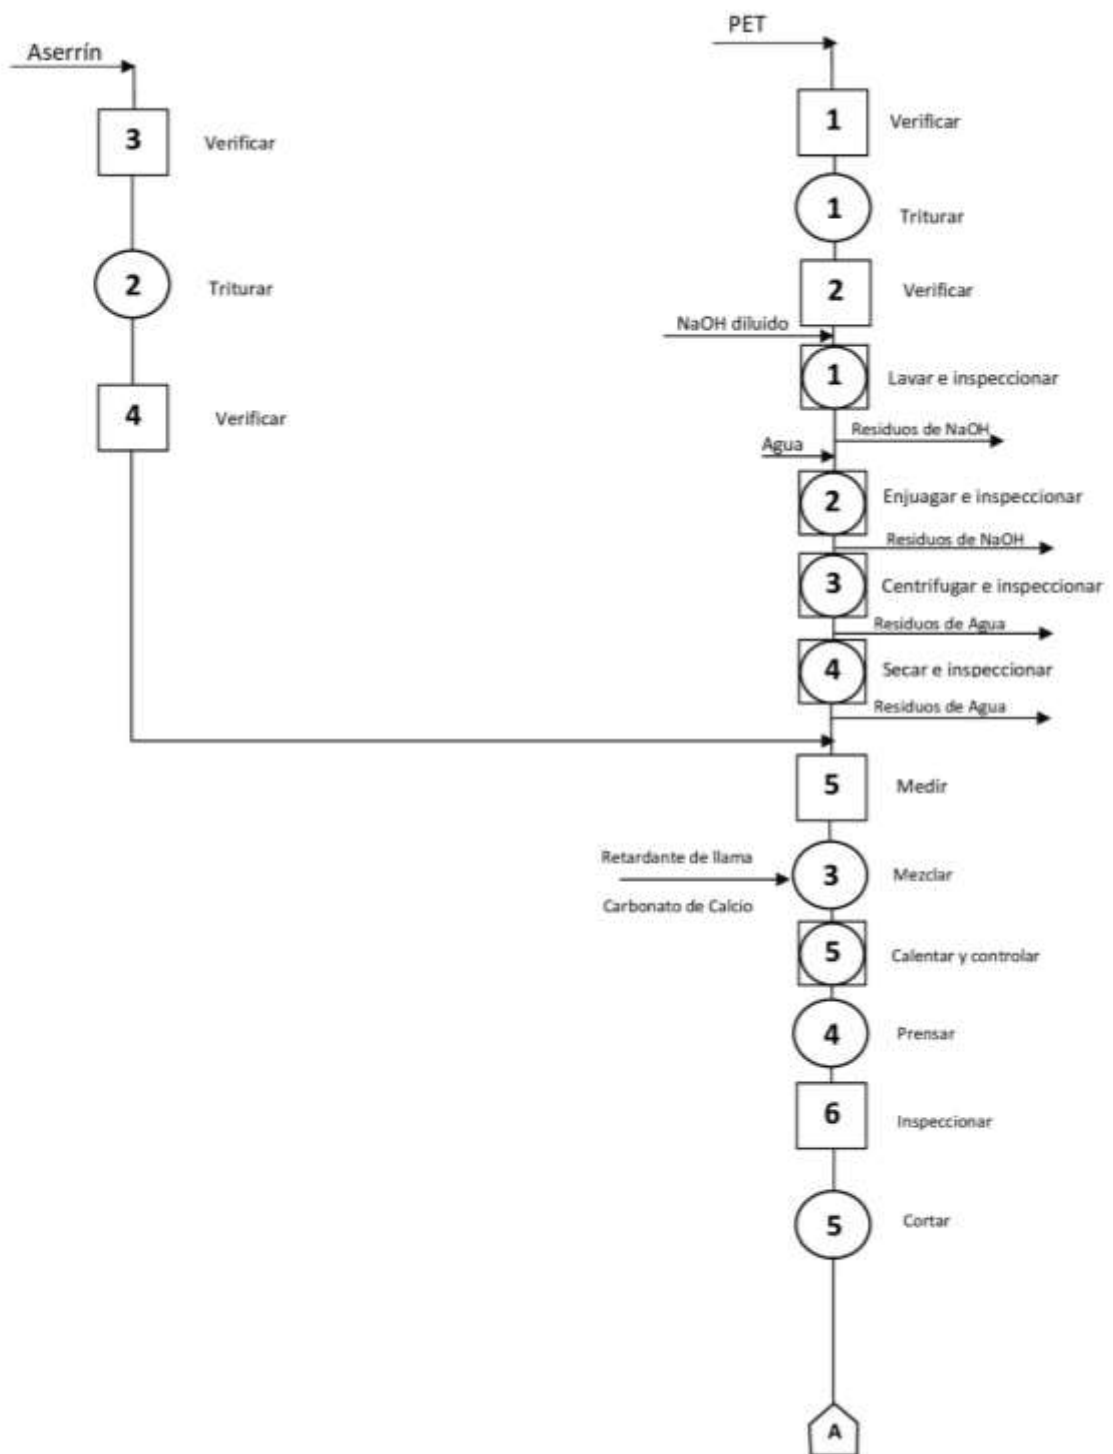 PET
Aserrín
1 Verificar
3 Verificar
1 Triturar
2 Triturar
2 Verificar
NaOH diluido
1 Lavar e inspeccionar
4 Verificar
Residuos de NaOH
Agua
2 Enjuagar e inspeccionar
Residuos de NaOH
3 Centrifugar e inspeccionar
Residuos de Agua
4 Secar e inspeccionar
Residuos de Agua
5 Medir
Retardante de llama
3 Mezclar
Carbonato de Calcio
5 Calentar y controlar
4 Prensar
6 Inspeccionar
5 Cortar
A